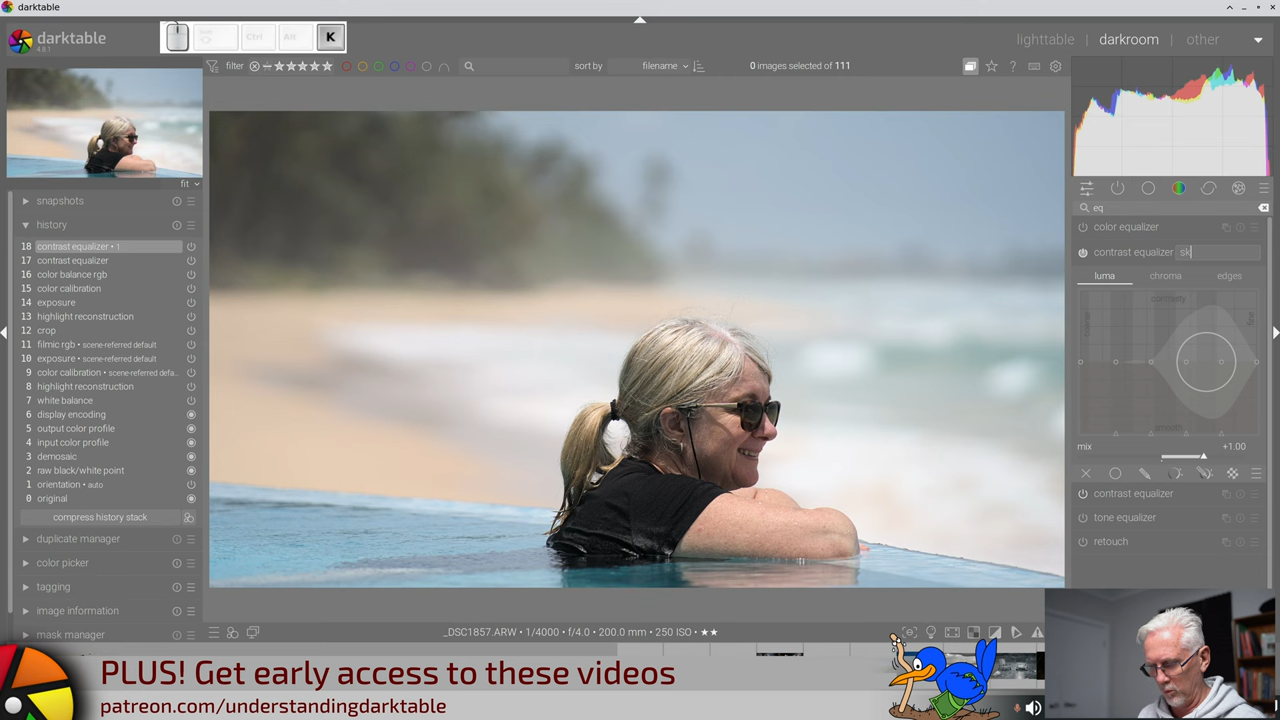 darktable
darktable
4.8.1
Ctrl
Alt
K
lighttable | darkroom | other
filter
sort by
filename
0 images selected of 111
fit
snapshots
history
18 contrast equalizer • 1
17 contrast equalizer
16 color balance rgb
15 color calibration
14 exposure
13 highlight reconstruction
12 crop
11 filmic rgb • scene-referred default
10 exposure • scene-referred default
9 color calibration • scene-referred defa...
8 highlight reconstruction
7 white balance
6 display encoding
5 output color profile
4 input color profile
3 demosaic
2 raw black/white point
1 orientation • auto
0 original
compress history stack
duplicate manager
color picker
tagging
image information
mask manager
eq
color equalizer
contrast equalizer sk
luma
chroma
edges
contrasty
coarse
fine
smooth
mix
+1.00
contrast equalizer
tone equalizer
retouch
_DSC1857.ARW • 1/4000 • f/4.0 • 200.0 mm • 250 ISO • ★★
PLUS! Get early access to these videos
patreon.com/understandingdarktable